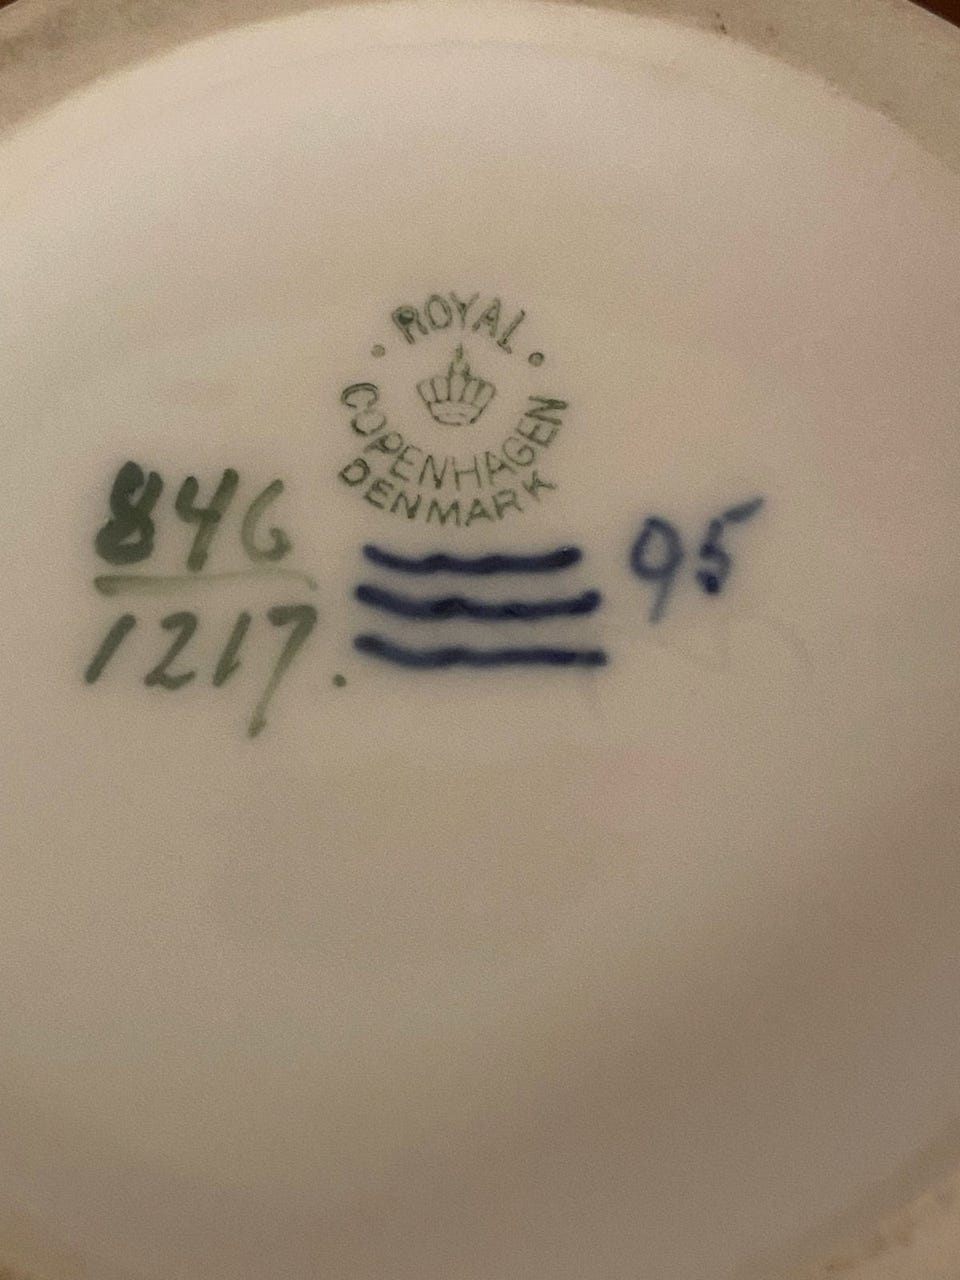 · ROYAL ·
COPENHAGEN
DENMARK
846
1217.
95